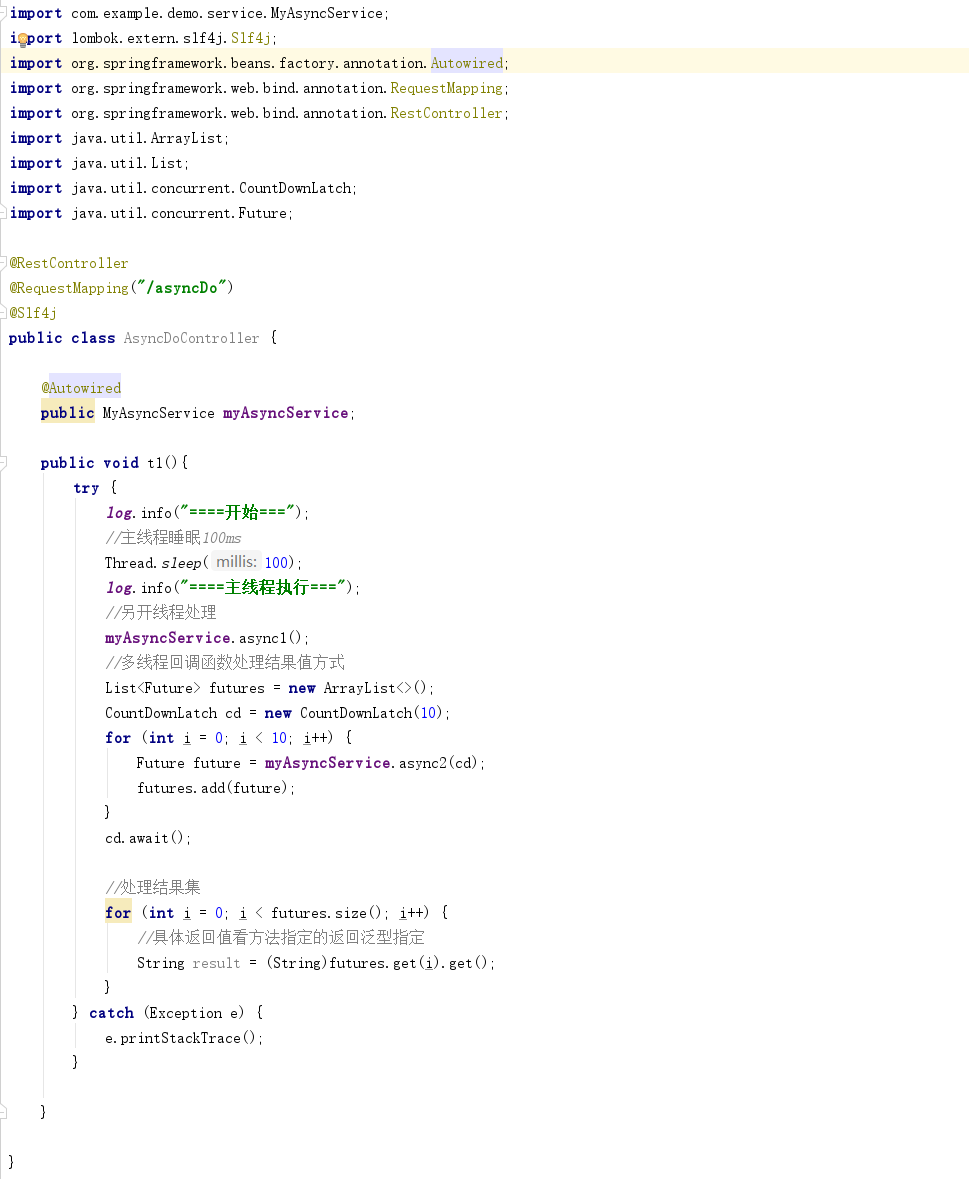 import com.example.demo.service.MyAsyncService;
import lombok.extern.slf4j.Slf4j;
import org.springframework.beans.factory.annotation.Autowired;
import org.springframework.web.bind.annotation.RequestMapping;
import org.springframework.web.bind.annotation.RestController;
import java.util.ArrayList;
import java.util.List;
import java.util.concurrent.CountDownLatch;
import java.util.concurrent.Future;
@RestController
@RequestMapping("/asyncDo")
@Slf4j
public class AsyncDoController {
@Autowired
public MyAsyncService myAsyncService;
public void t1(){
try {
log.info("====开始===");
//主线程睡眠100ms
Thread.sleep( millis: 100);
log.info("====主线程执行===");
//另开线程处理
myAsyncService.async1();
//多线程回调函数处理结果值方式
List<Future> futures = new ArrayList<>();
CountDownLatch cd = new CountDownLatch(10);
for (int i = 0; i < 10; i++) {
Future future = myAsyncService.async2(cd);
futures.add(future);
}
cd.await();
//处理结果集
for (int i = 0; i < futures.size(); i++) {
//具体返回值看方法指定的返回泛型指定
String result = (String)futures.get(i).get();
}
} catch (Exception e) {
e.printStackTrace();
}
}
}